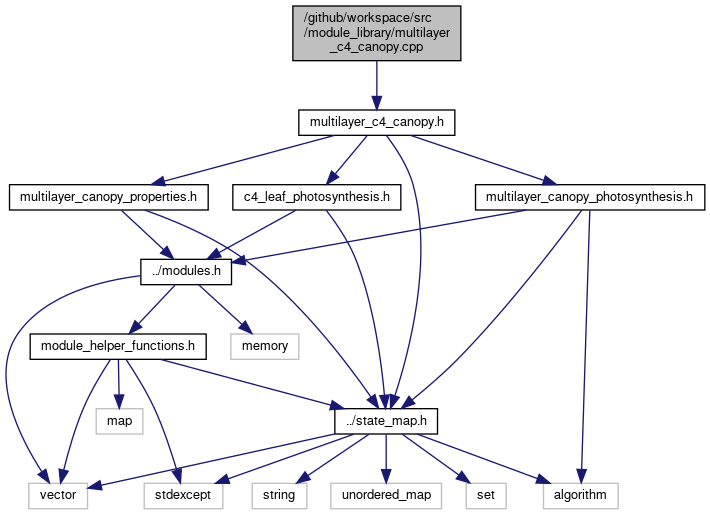 /github/workspace/src
/module_library/multilayer
_c4_canopy.cpp
multilayer_c4_canopy.h
multilayer_canopy_properties.h
c4_leaf_photosynthesis.h
multilayer_canopy_photosynthesis.h
../modules.h
module_helper_functions.h
memory
map
../state_map.h
vector
stdexcept
string
unordered_map
set
algorithm